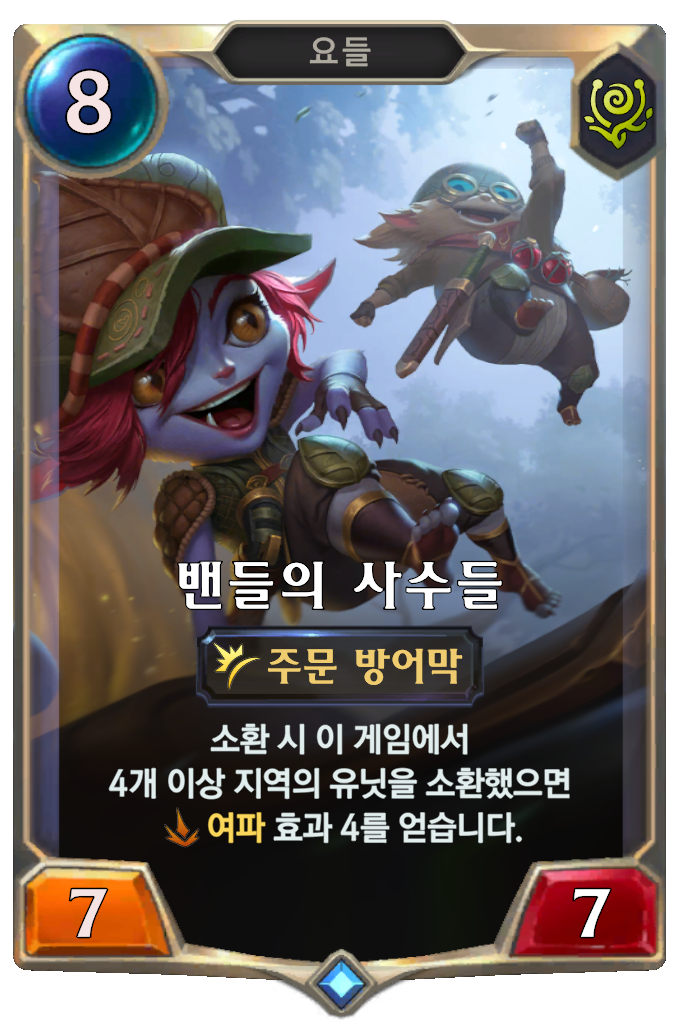 요들
8
밴들의 사수들
주문 방어막
소환 시 이 게임에서
4개 이상 지역의 유닛을 소환했으면
여파 효과 4를 얻습니다.
7
7